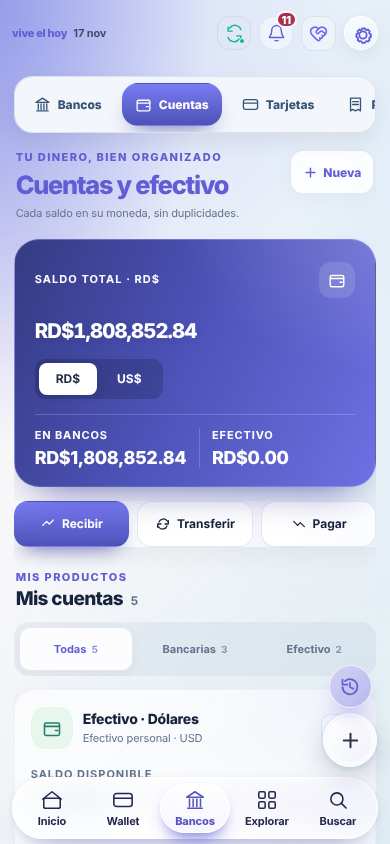 vive el hoy 17 nov
11
Bancos Cuentas Tarjetas
TU DINERO, BIEN ORGANIZADO
Cuentas y efectivo
+ Nueva
Cada saldo en su moneda, sin duplicidades.
SALDO TOTAL · RD$
RD$1,808,852.84
RD$ US$
EN BANCOS EFECTIVO
RD$1,808,852.84 RD$0.00
Recibir Transferir Pagar
MIS PRODUCTOS
Mis cuentas 5
Todas 5 Bancarias 3 Efectivo 2
Efectivo · Dólares
Efectivo personal · USD
SALDO DISPONIBLE
Inicio Wallet Bancos Explorar Buscar